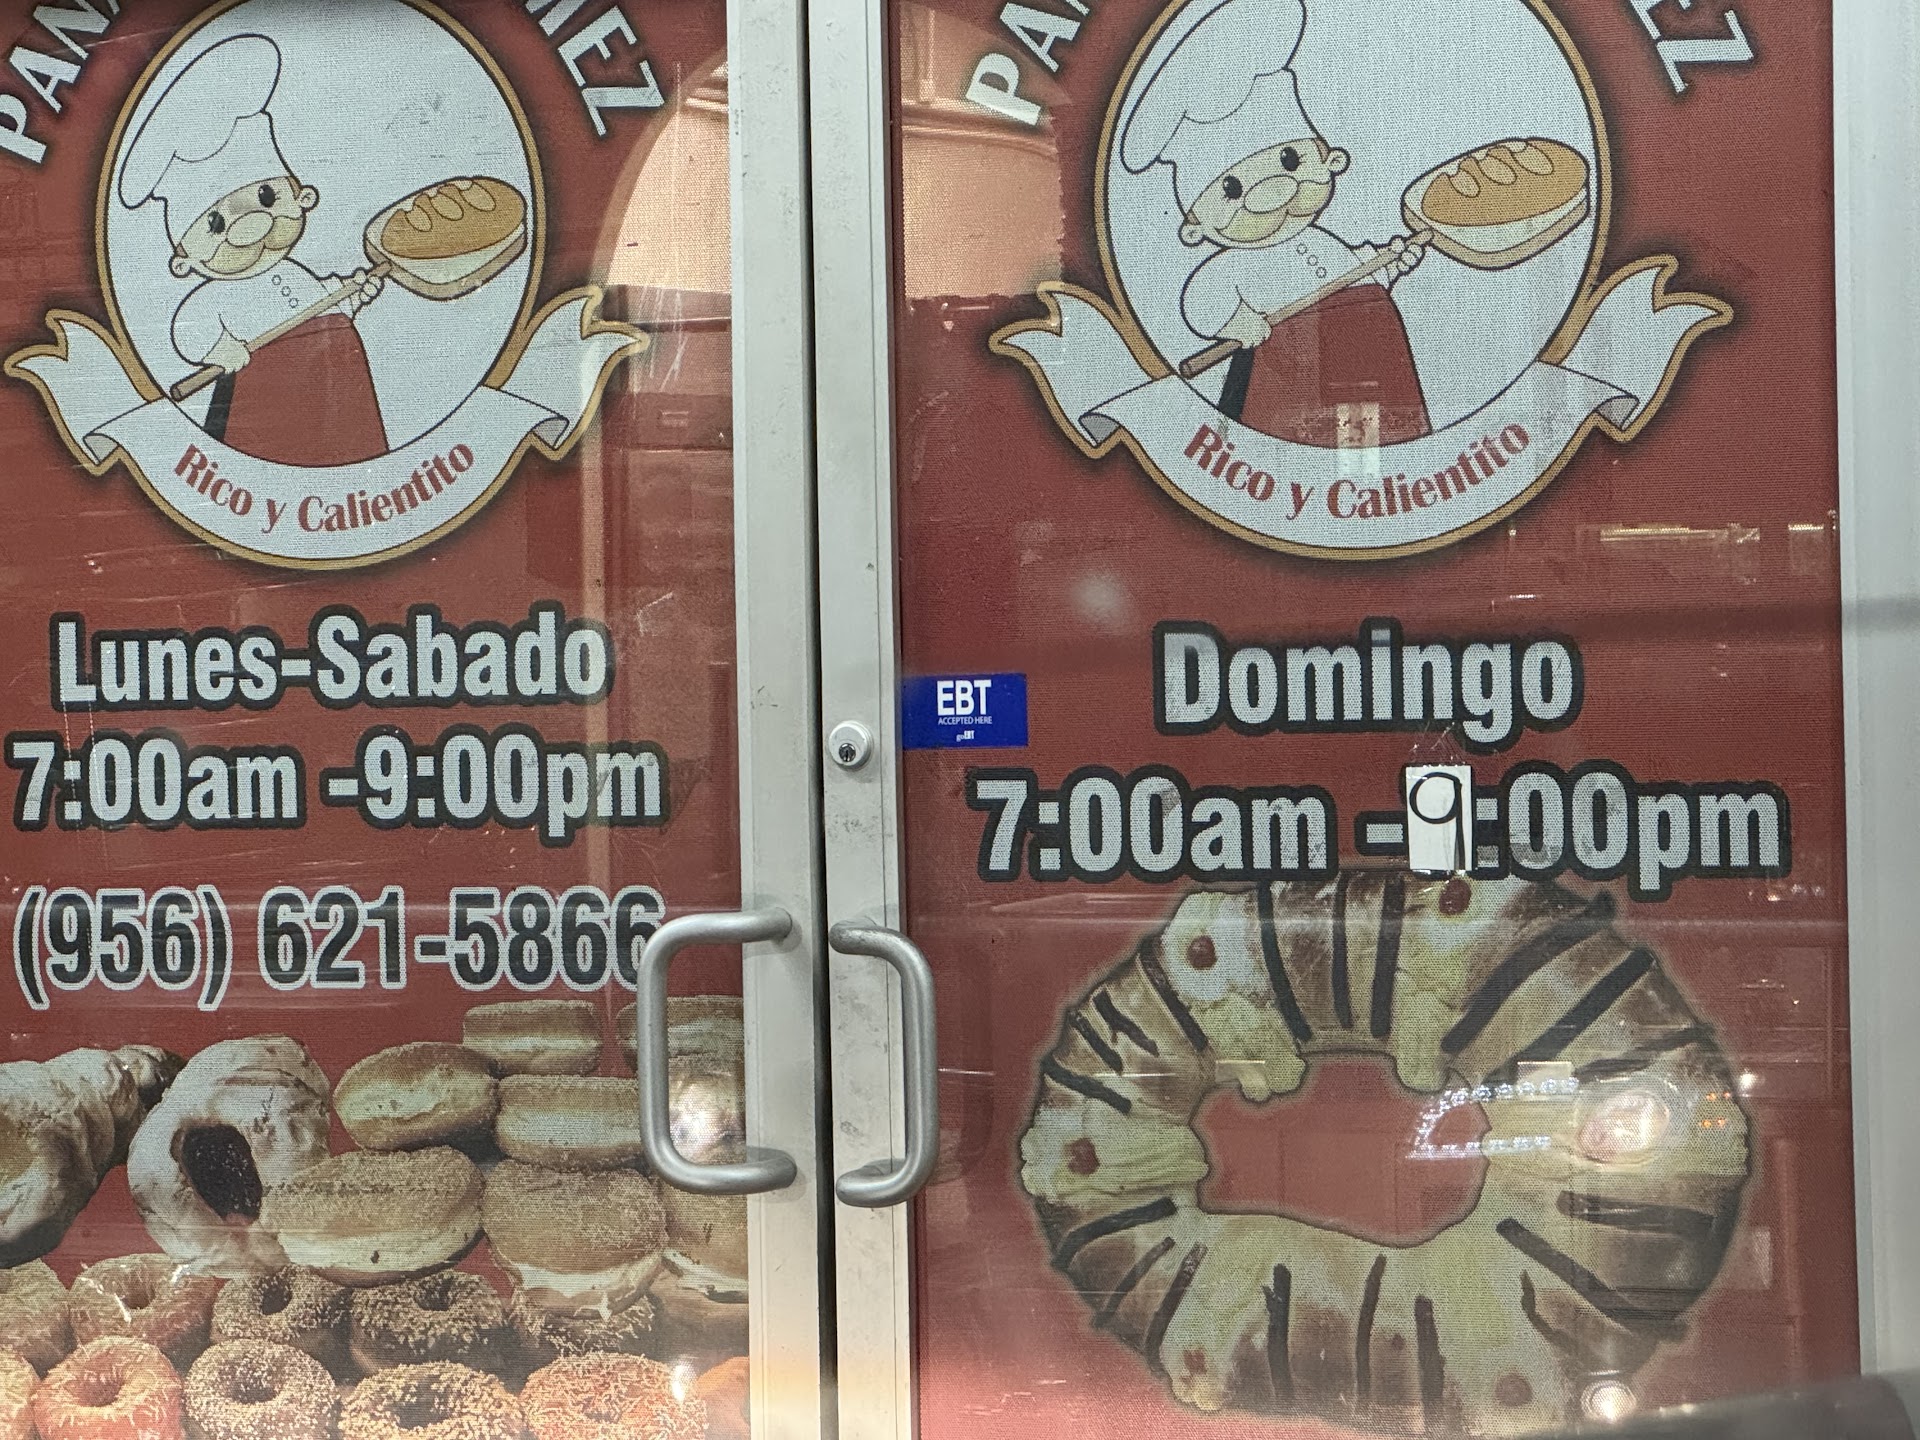 Rico y Calientito
Lunes-Sabado
7:00am -9:00pm
(956) 621-5866
Rico y Calientito
EBT
ACCEPTED HERE
Domingo
7:00am -9:00pm